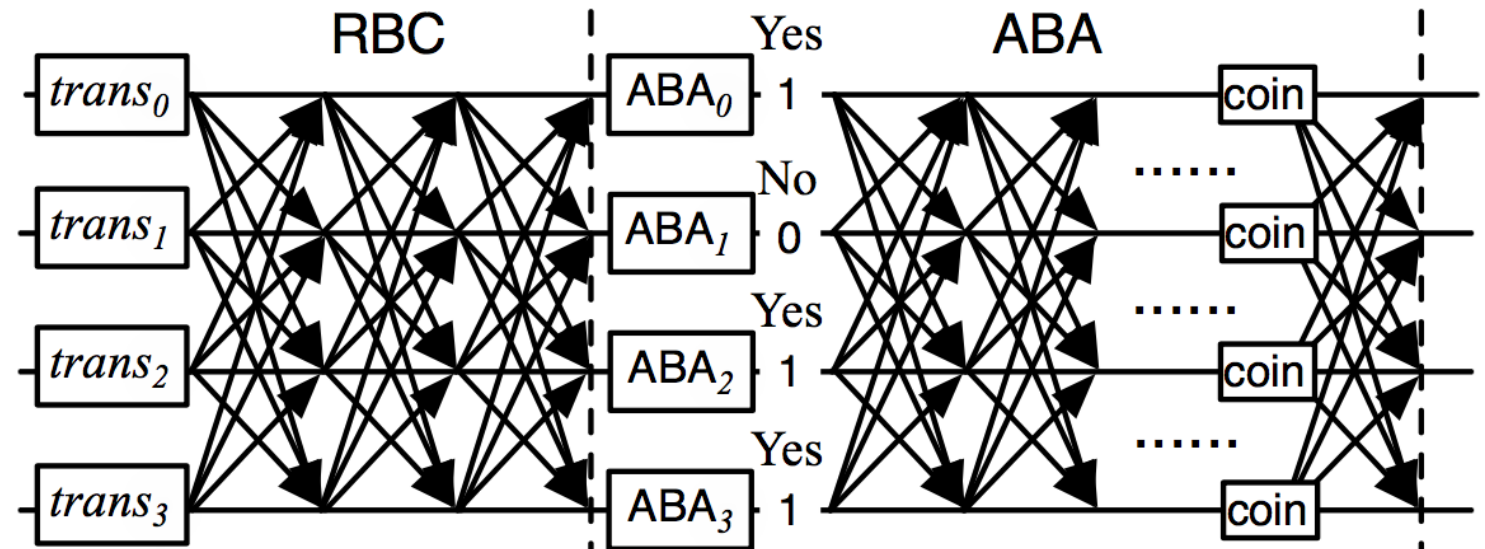 RBC Yes ABA
trans0 ABA0 1 coin
......
No
trans1 ABA1 0 coin
......
Yes
trans2 ABA2 1 coin
......
Yes
trans3 ABA3 1 coin